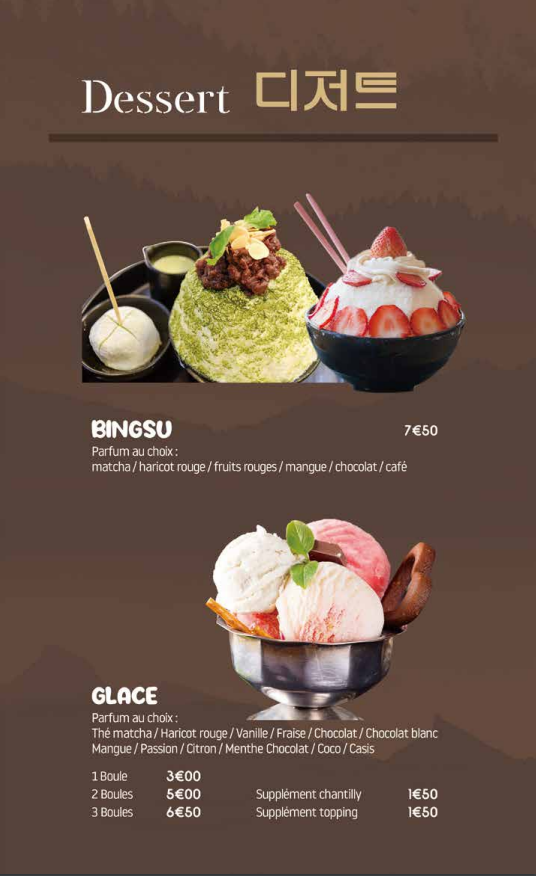 Dessert 디저트
BINGSU 7€50
Parfum au choix :
matcha / haricot rouge / fruits rouges / mangue / chocolat / café
GLACE
Parfum au choix :
Thé matcha / Haricot rouge / Vanille / Fraise / Chocolat / Chocolat blanc
Mangue / Passion / Citron / Menthe Chocolat / Coco / Casis
1 Boule 3€00
2 Boules 5€00 Supplément chantilly 1€50
3 Boules 6€50 Supplément topping 1€50